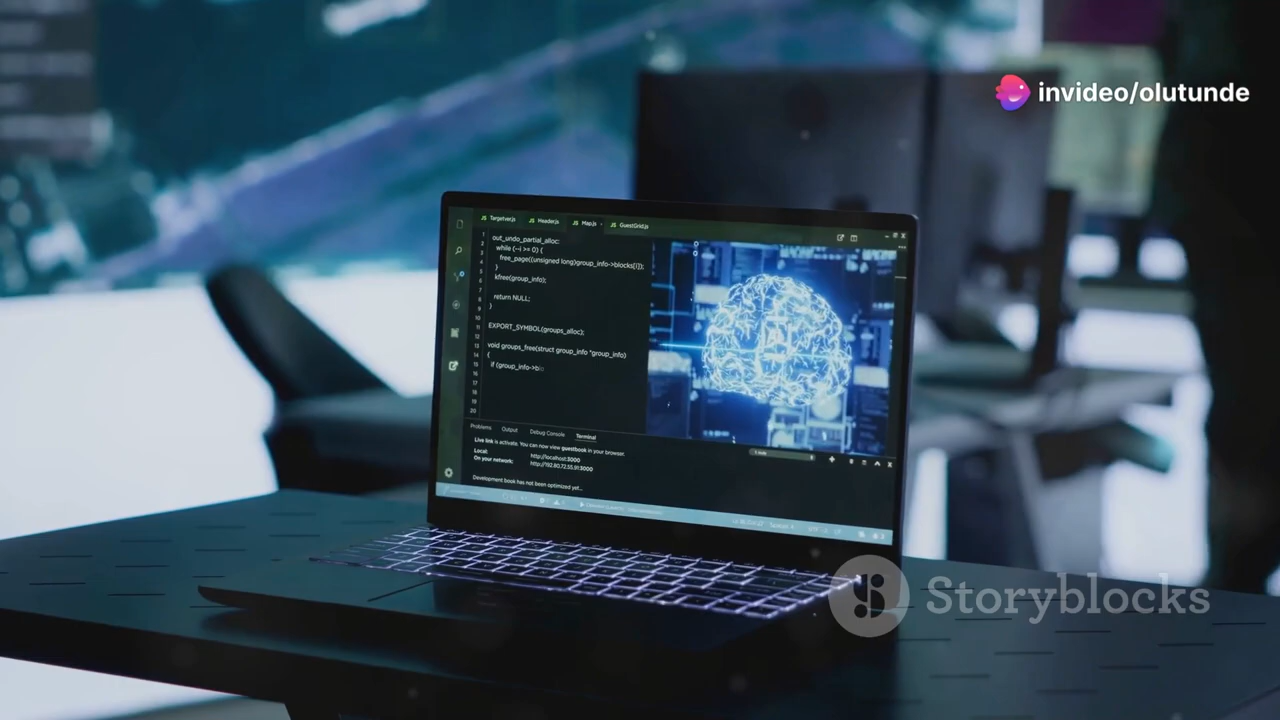 invideo/olutunde
Targetver.js
Header.js
Map.js
GuestGrid.js
out_undo_partial_alloc:
while (--i >= 0) {
free_page((unsigned long)group_info->blocks[i]);
}
kfree(group_info);
return NULL;
}
EXPORT_SYMBOL(groups_alloc);
void groups_free(struct group_info *group_info)
{
if (group_info->blo
AI
Problems Output Debug Console Terminal
Live link is activate. You can now view guestbook in your browser.
Local: http://localhost:3000
On your network: http://192.80.72.55.91:3000
Development book has not been optimized yet...
Storyblocks